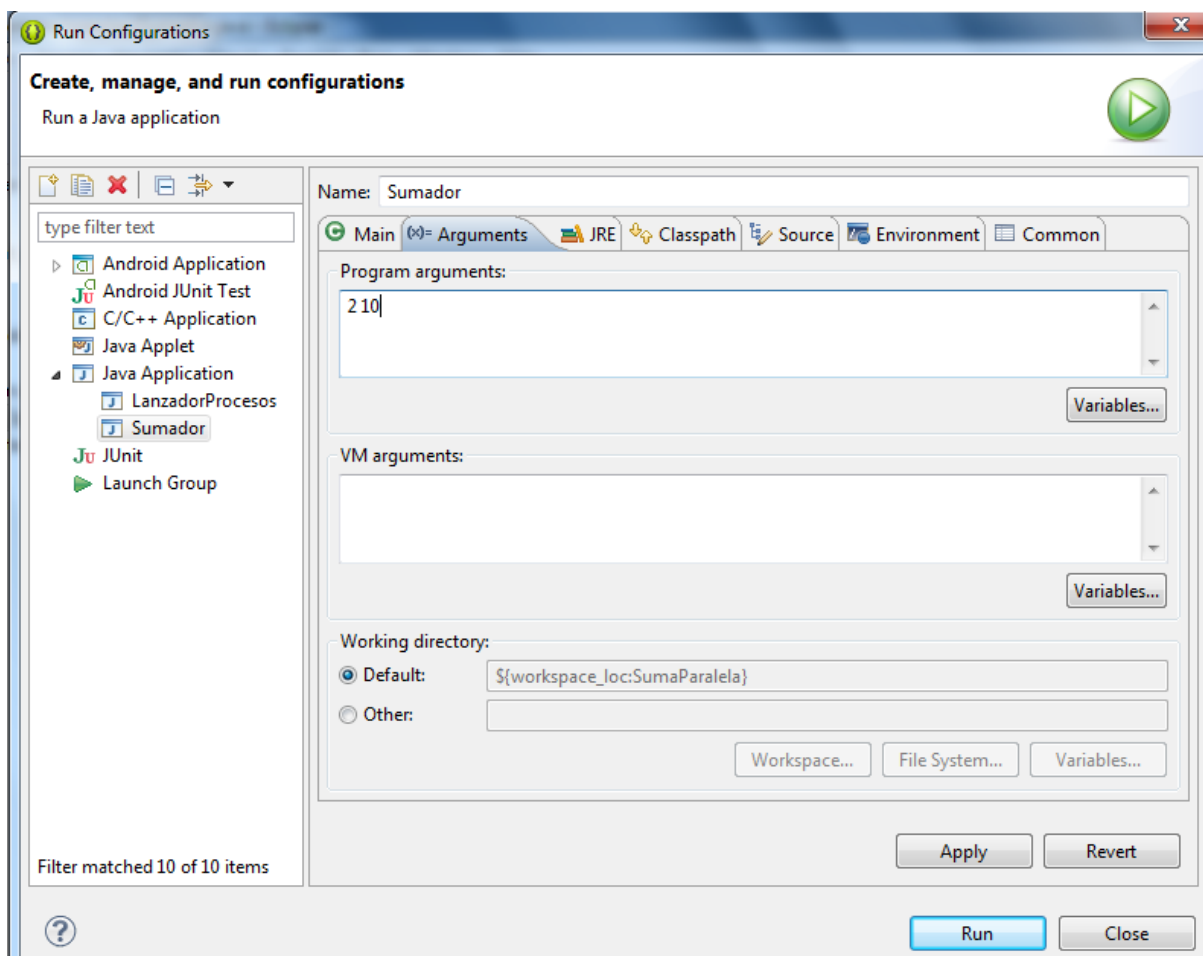 Run Configurations
Create, manage, and run configurations
Run a Java application
type filter text
Android Application
Android JUnit Test
C/C++ Application
Java Applet
Java Application
LanzadorProcesos
Sumador
JUnit
Launch Group
Filter matched 10 of 10 items
Name: Sumador
Main (x)= Arguments JRE Classpath Source Environment Common
Program arguments:
2 10
Variables...
VM arguments:
Variables...
Working directory:
Default: ${workspace_loc:SumaParalela}
Other:
Workspace... File System... Variables...
Apply Revert
Run Close